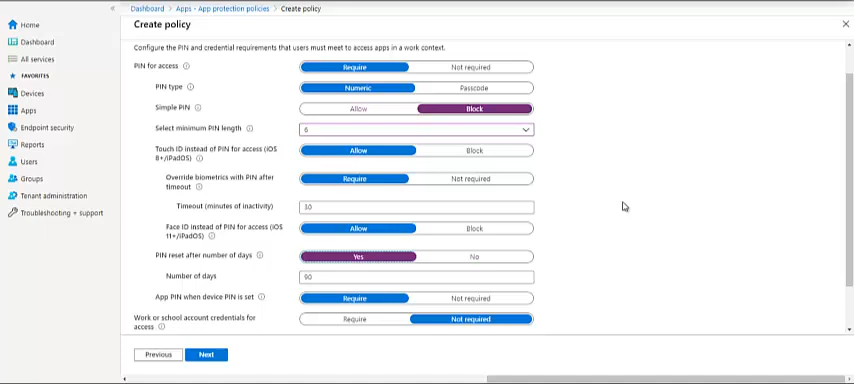 Dashboard > Apps - App protection policies > Create policy
Create policy
Home
Dashboard
All services
FAVORITES
Devices
Apps
Endpoint security
Reports
Users
Groups
Tenant administration
Troubleshooting + support
Configure the PIN and credential requirements that users must meet to access apps in a work context.
PIN for access Require Not required
PIN type Numeric Passcode
Simple PIN Allow Block
Select minimum PIN length 6
Touch ID instead of PIN for access (iOS
8+/iPadOS) Allow Block
Override biometrics with PIN after
timeout Require Not required
Timeout (minutes of inactivity) 30
Face ID instead of PIN for access (iOS
11+/iPadOS) Allow Block
PIN reset after number of days Yes No
Number of days 90
App PIN when device PIN is set Require Not required
Work or school account credentials for
access Require Not required
Previous Next